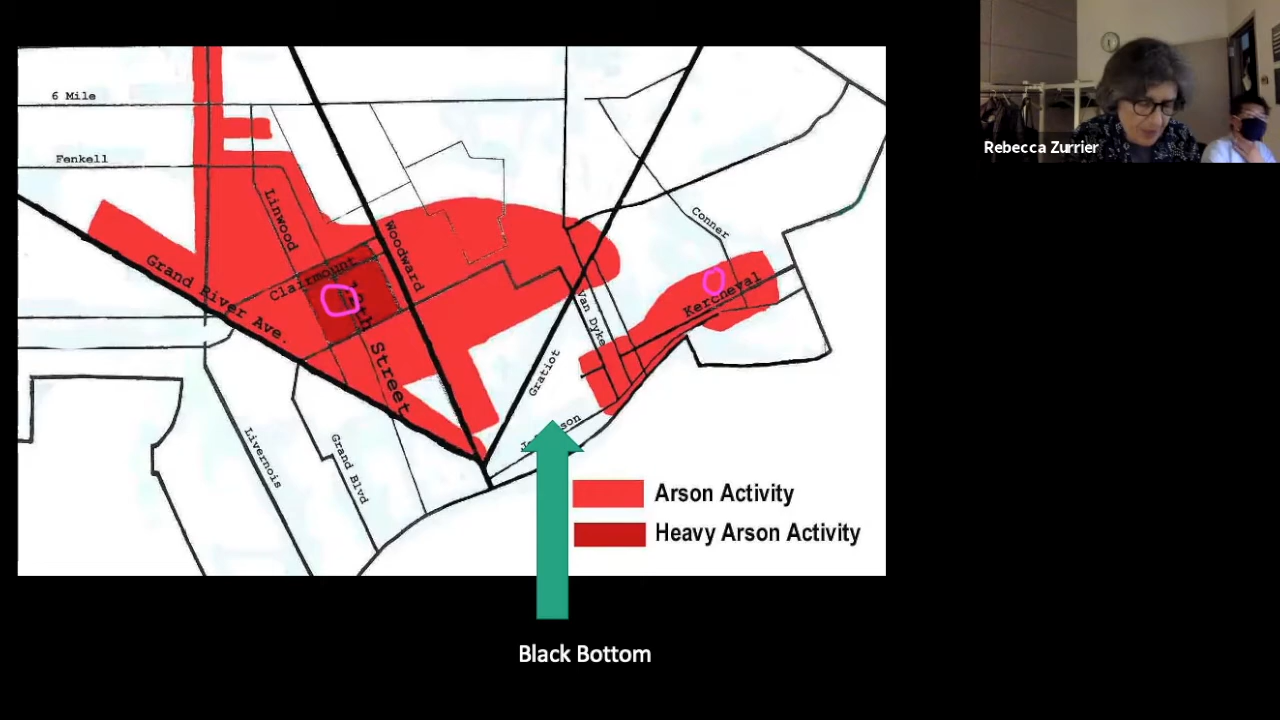 6 Mile
Fenkell
Linwood
Woodward
Conner
Clairmount
Grand River Ave.
12th Street
Kercheval
Van Dyke
Gratiot
Livernois
Grand Blvd
Arson Activity
Heavy Arson Activity
Black Bottom
Rebecca Zurrier